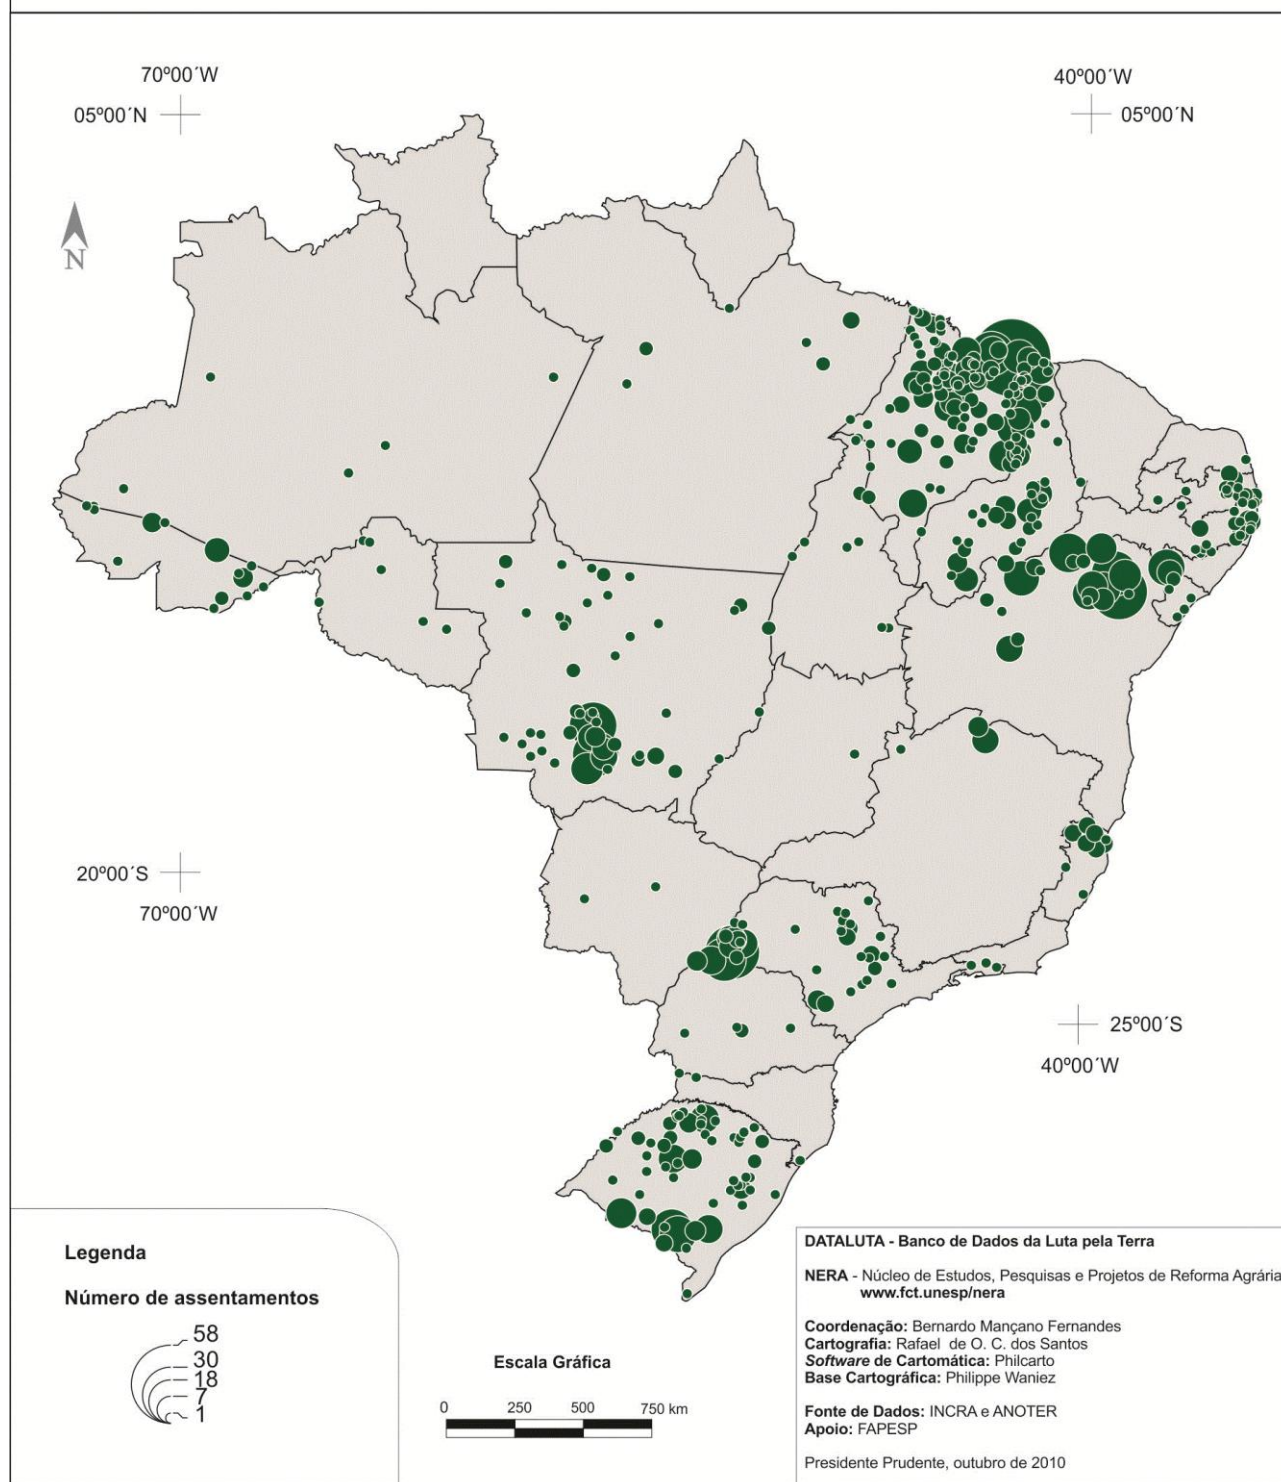 70º00´W
40º00´W
05º00´N
05º00´N
N
20º00´S
70º00´W
25º00´S
40º00´W
Legenda
Número de assentamentos
58
30
18
7
1
Escala Gráfica
0 250 500 750 km
DATALUTA - Banco de Dados da Luta pela Terra
NERA - Núcleo de Estudos, Pesquisas e Projetos de Reforma Agrária
www.fct.unesp/nera
Coordenação: Bernardo Mançano Fernandes
Cartografia: Rafael de O. C. dos Santos
Software de Cartomática: Philcarto
Base Cartográfica: Philippe Waniez
Fonte de Dados: INCRA e ANOTER
Apoio: FAPESP
Presidente Prudente, outubro de 2010